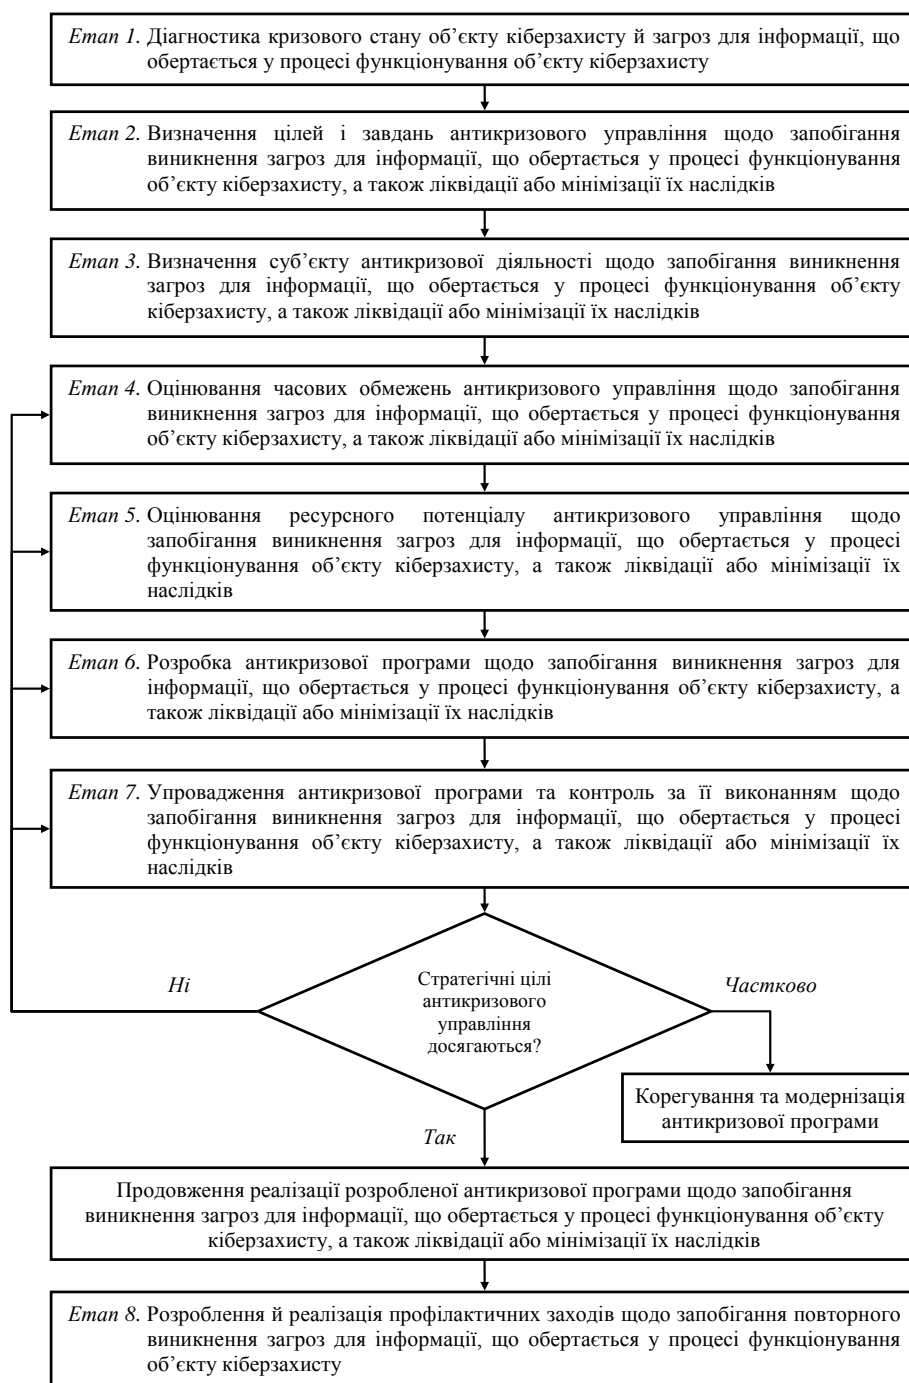 Етап 1. Діагностика кризового стану об’єкту кіберзахисту й загроз для інформації, що
обертається у процесі функціонування об’єкту кіберзахисту
Етап 2. Визначення цілей і завдань антикризового управління щодо запобігання
виникнення загроз для інформації, що обертається у процесі функціонування
об’єкту кіберзахисту, а також ліквідації або мінімізації їх наслідків
Етап 3. Визначення суб’єкту антикризової діяльності щодо запобігання виникнення
загроз для інформації, що обертається у процесі функціонування об’єкту
кіберзахисту, а також ліквідації або мінімізації їх наслідків
Етап 4. Оцінювання часових обмежень антикризового управління щодо запобігання
виникнення загроз для інформації, що обертається у процесі функціонування
об’єкту кіберзахисту, а також ліквідації або мінімізації їх наслідків
Етап 5. Оцінювання ресурсного потенціалу антикризового управління щодо
запобігання виникнення загроз для інформації, що обертається у процесі
функціонування об’єкту кіберзахисту, а також ліквідації або мінімізації їх
наслідків
Етап 6. Розробка антикризової програми щодо запобігання виникнення загроз для
інформації, що обертається у процесі функціонування об’єкту кіберзахисту, а
також ліквідації або мінімізації їх наслідків
Етап 7. Упровадження антикризової програми та контроль за її виконанням щодо
запобігання виникнення загроз для інформації, що обертається у процесі
функціонування об’єкту кіберзахисту, а також ліквідації або мінімізації їх
наслідків
Ні
Стратегічні цілі
антикризового
управління
досягаються?
Частково
Корегування та модернізація
антикризової програми
Так
Продовження реалізації розробленої антикризової програми щодо запобігання
виникнення загроз для інформації, що обертається у процесі функціонування об’єкту
кіберзахисту, а також ліквідації або мінімізації їх наслідків
Етап 8. Розроблення й реалізація профілактичних заходів щодо запобігання повторного
виникнення загроз для інформації, що обертається у процесі функціонування
об’єкту кіберзахисту